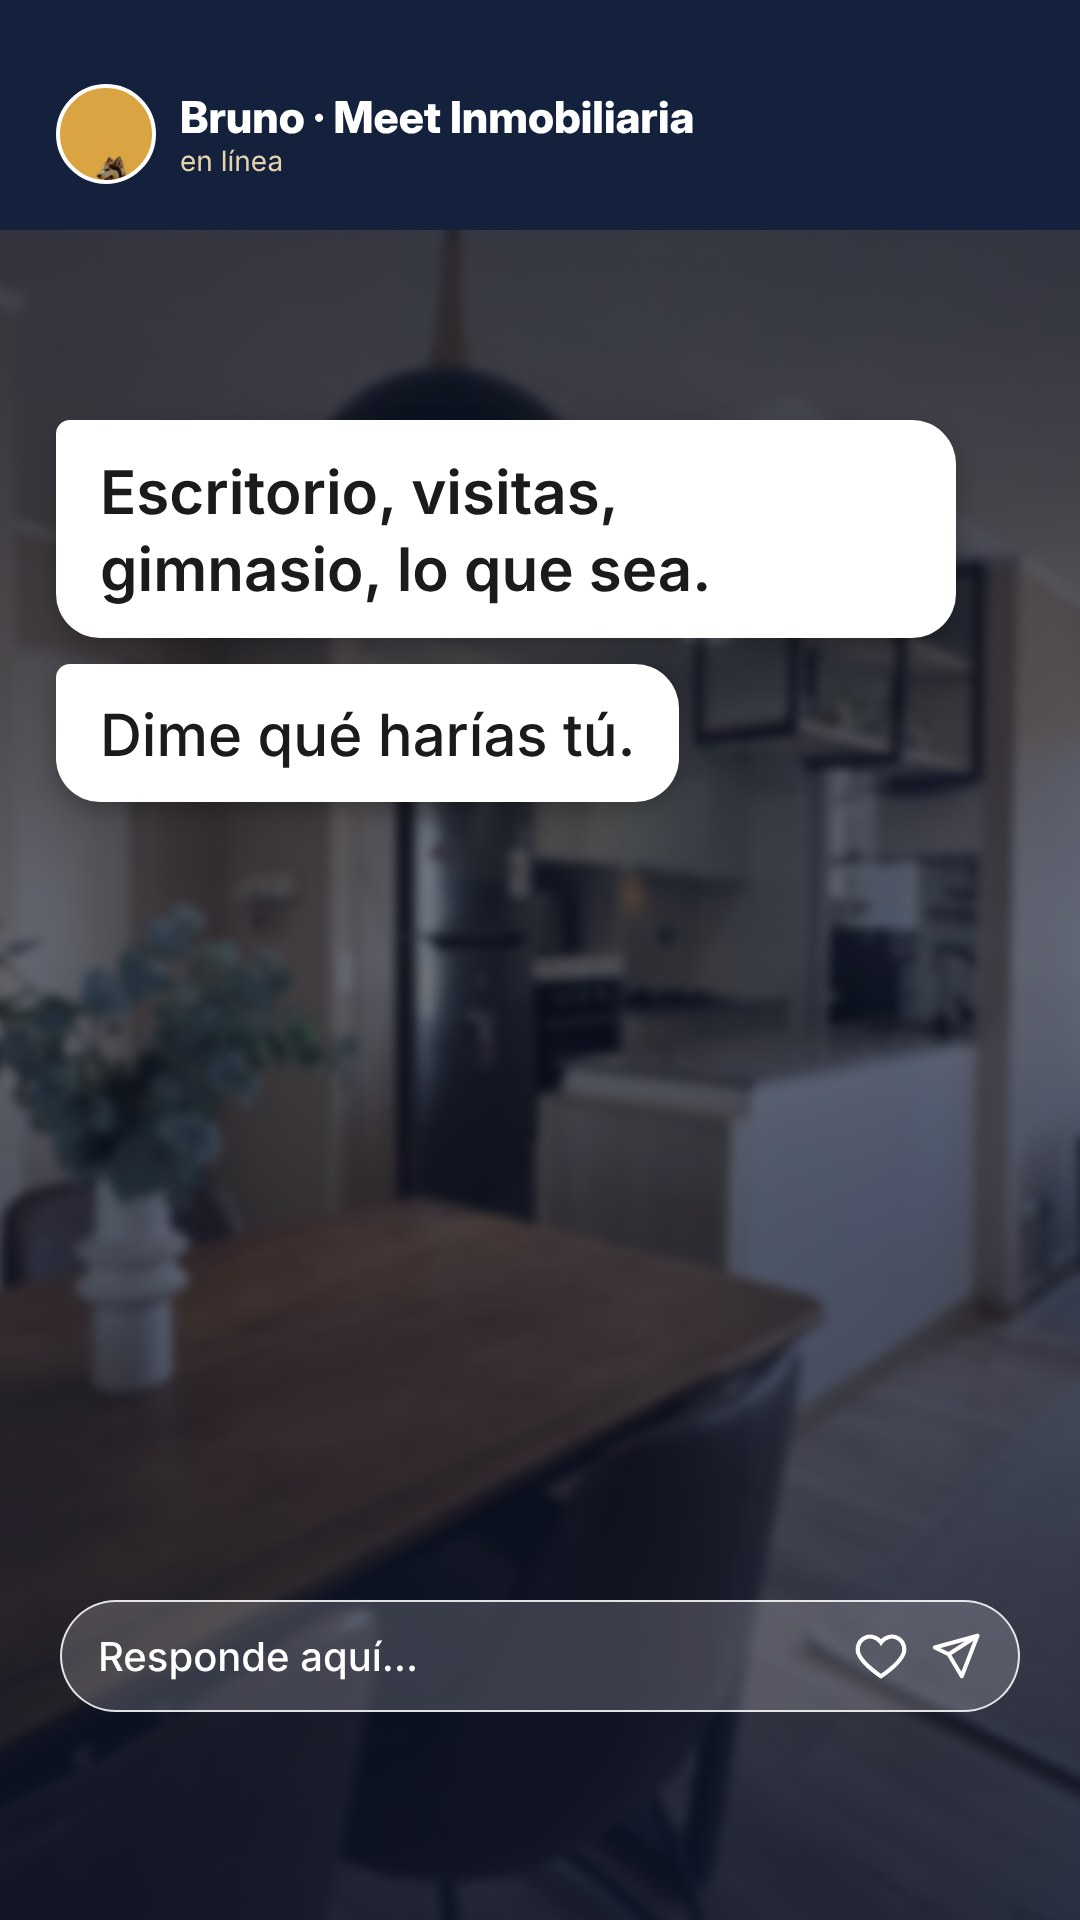 Bruno · Meet Inmobiliaria
en línea
Escritorio, visitas,
gimnasio, lo que sea.
Dime qué harías tú.
Responde aquí...